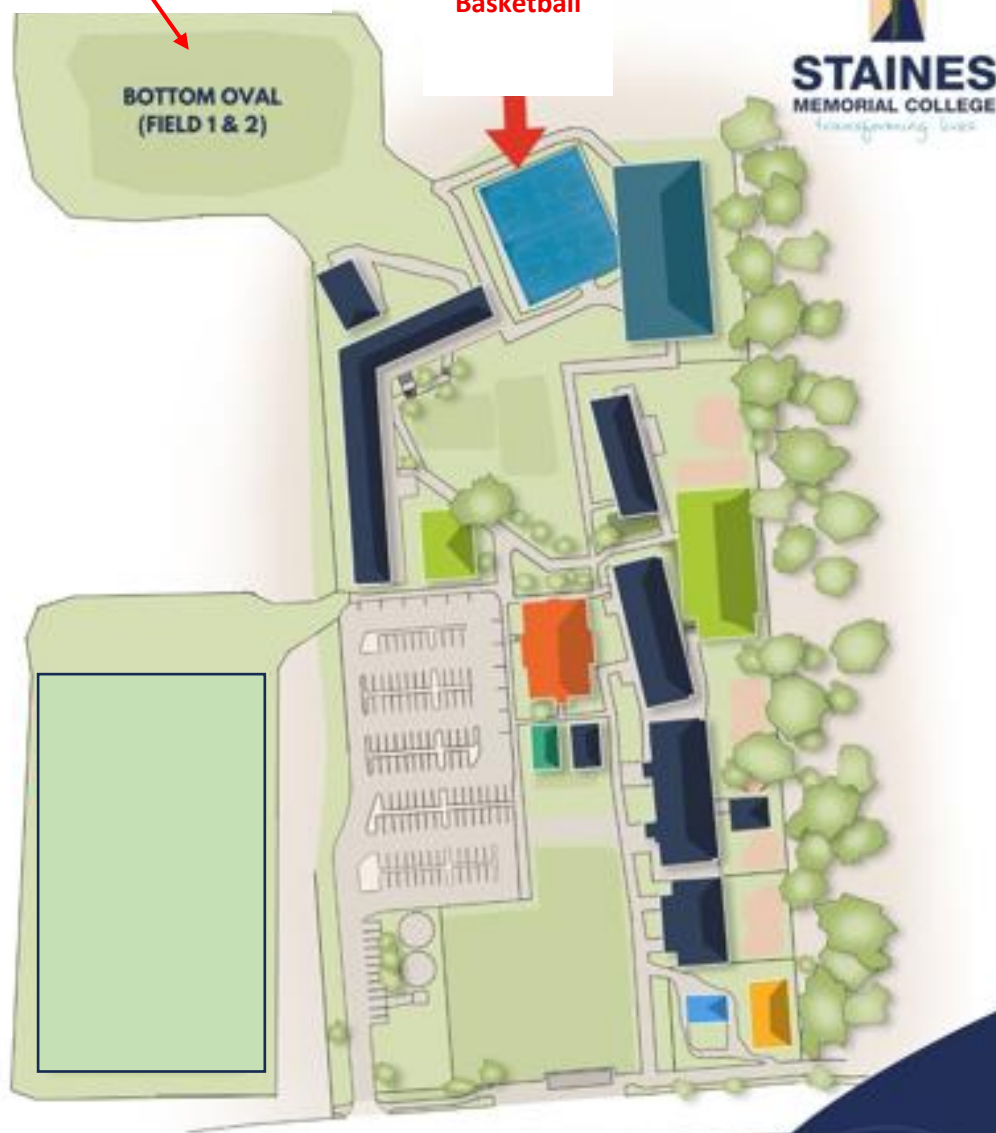 Basketball
STAINES
MEMORIAL COLLEGE
transforming lives
BOTTOM OVAL
(FIELD 1 & 2)